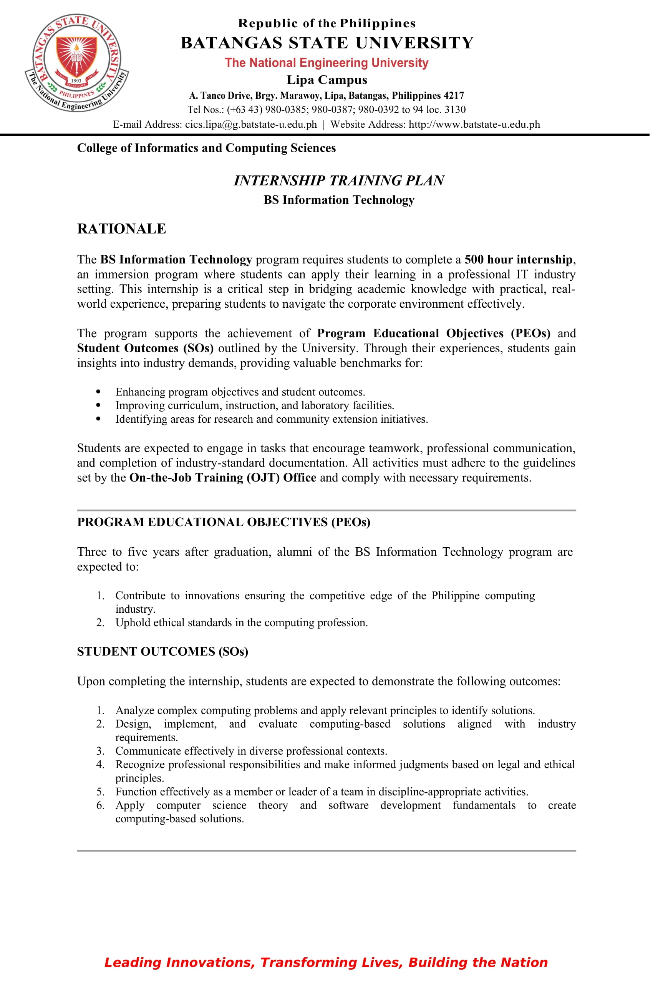 BATANGAS STATE UNIVERSITY
1903
EXCELLENCE
PHILIPPINES
The National Engineering University
Republic of the Philippines
BATANGAS STATE UNIVERSITY
The National Engineering University
Lipa Campus
A. Tanco Drive, Brgy. Marawoy, Lipa, Batangas, Philippines 4217
Tel Nos.: (+63 43) 980-0385; 980-0387; 980-0392 to 94 loc. 3130
E-mail Address: cics.lipa@g.batstate-u.edu.ph | Website Address: http://www.batstate-u.edu.ph
College of Informatics and Computing Sciences
INTERNSHIP TRAINING PLAN
BS Information Technology
RATIONALE
The BS Information Technology program requires students to complete a 500 hour internship,
an immersion program where students can apply their learning in a professional IT industry
setting. This internship is a critical step in bridging academic knowledge with practical, real-
world experience, preparing students to navigate the corporate environment effectively.
The program supports the achievement of Program Educational Objectives (PEOs) and
Student Outcomes (SOs) outlined by the University. Through their experiences, students gain
insights into industry demands, providing valuable benchmarks for:
• Enhancing program objectives and student outcomes.
• Improving curriculum, instruction, and laboratory facilities.
• Identifying areas for research and community extension initiatives.
Students are expected to engage in tasks that encourage teamwork, professional communication,
and completion of industry-standard documentation. All activities must adhere to the guidelines
set by the On-the-Job Training (OJT) Office and comply with necessary requirements.
PROGRAM EDUCATIONAL OBJECTIVES (PEOs)
Three to five years after graduation, alumni of the BS Information Technology program are
expected to:
1. Contribute to innovations ensuring the competitive edge of the Philippine computing
industry.
2. Uphold ethical standards in the computing profession.
STUDENT OUTCOMES (SOs)
Upon completing the internship, students are expected to demonstrate the following outcomes:
1. Analyze complex computing problems and apply relevant principles to identify solutions.
2. Design, implement, and evaluate computing-based solutions aligned with industry
requirements.
3. Communicate effectively in diverse professional contexts.
4. Recognize professional responsibilities and make informed judgments based on legal and ethical
principles.
5. Function effectively as a member or leader of a team in discipline-appropriate activities.
6. Apply computer science theory and software development fundamentals to create
computing-based solutions.
Leading Innovations, Transforming Lives, Building the Nation